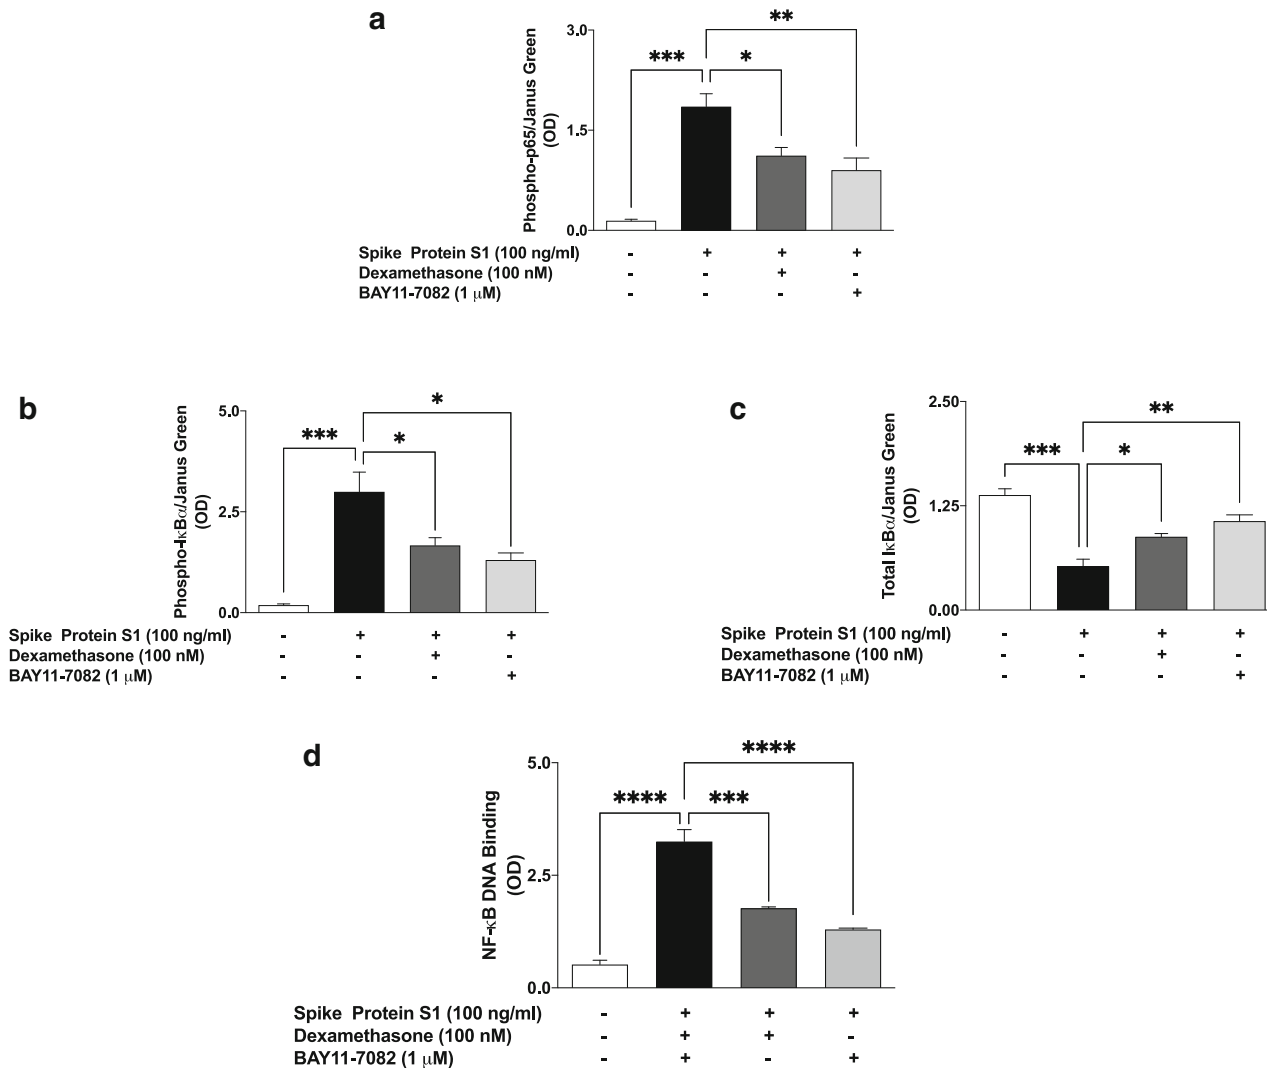 a
Phospho-p65/Janus Green
(OD)
3.0
1.5
0.0
***
*
**
Spike Protein S1 (100 ng/ml) - + + +
Dexamethasone (100 nM) - - + -
BAY11-7082 (1 μM) - - - +
b
Phospho-IκBα/Janus Green
(OD)
5.0
2.5
0.0
***
*
*
Spike Protein S1 (100 ng/ml) - + + +
Dexamethasone (100 nM) - - + -
BAY11-7082 (1 μM) - - - +
c
Total IκBα/Janus Green
(OD)
2.50
1.25
0.00
***
*
**
Spike Protein S1 (100 ng/ml) - + + +
Dexamethasone (100 nM) - - + -
BAY11-7082 (1 μM) - - - +
d
NF-κB DNA Binding
(OD)
5.0
2.5
0.0
****
***
****
Spike Protein S1 (100 ng/ml) - + + +
Dexamethasone (100 nM) - + + -
BAY11-7082 (1 μM) - + - +